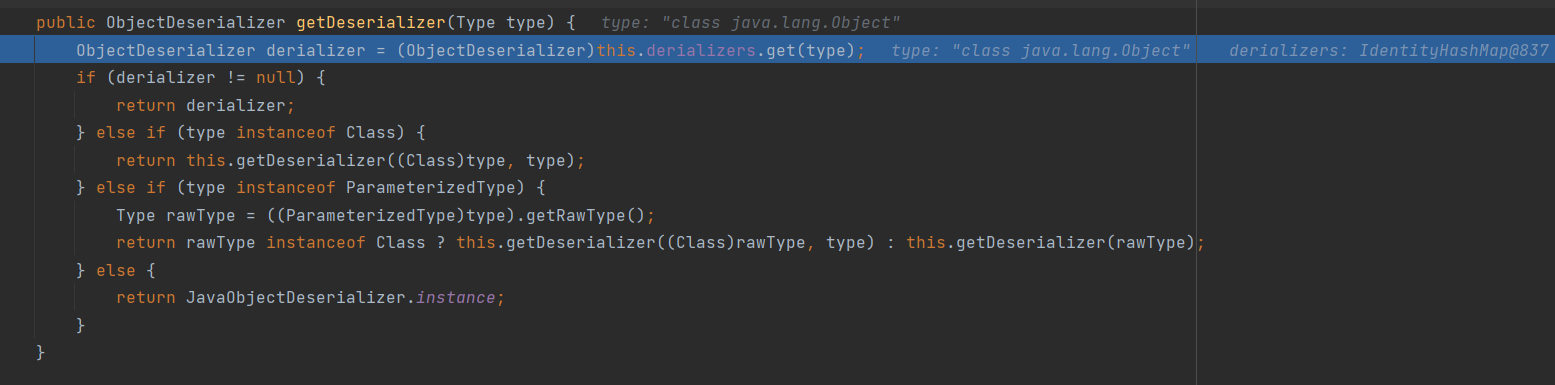 public ObjectDeserializer getDeserializer(Type type) {   type: "class java.lang.Object"
    ObjectDeserializer derializer = (ObjectDeserializer)this.derializers.get(type);   type: "class java.lang.Object"    derializers: IdentityHashMap@837
    if (derializer != null) {
        return derializer;
    } else if (type instanceof Class) {
        return this.getDeserializer((Class)type, type);
    } else if (type instanceof ParameterizedType) {
        Type rawType = ((ParameterizedType)type).getRawType();
        return rawType instanceof Class ? this.getDeserializer((Class)rawType, type) : this.getDeserializer(rawType);
    } else {
        return JavaObjectDeserializer.instance;
    }
}